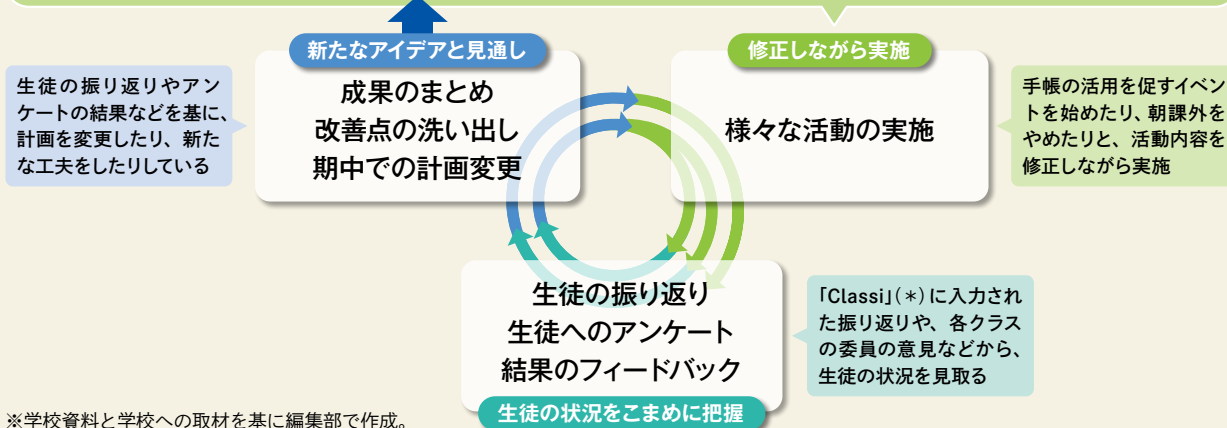 新たなアイデアと見通し
成果のまとめ
改善点の洗い出し
期中での計画変更
生徒の振り返りやアン
ケートの結果などを基に、
計画を変更したり、新た
な工夫をしたりしている
修正しながら実施
様々な活動の実施
手帳の活用を促すイベン
トを始めたり、朝課外を
やめたりと、活動内容を
修正しながら実施
生徒の振り返り
生徒へのアンケート
結果のフィードバック
生徒の状況をこまめに把握
「Classi」(*)に入力され
た振り返りや、各クラス
の委員の意見などから、
生徒の状況を見取る
※学校資料と学校への取材を基に編集部で作成。